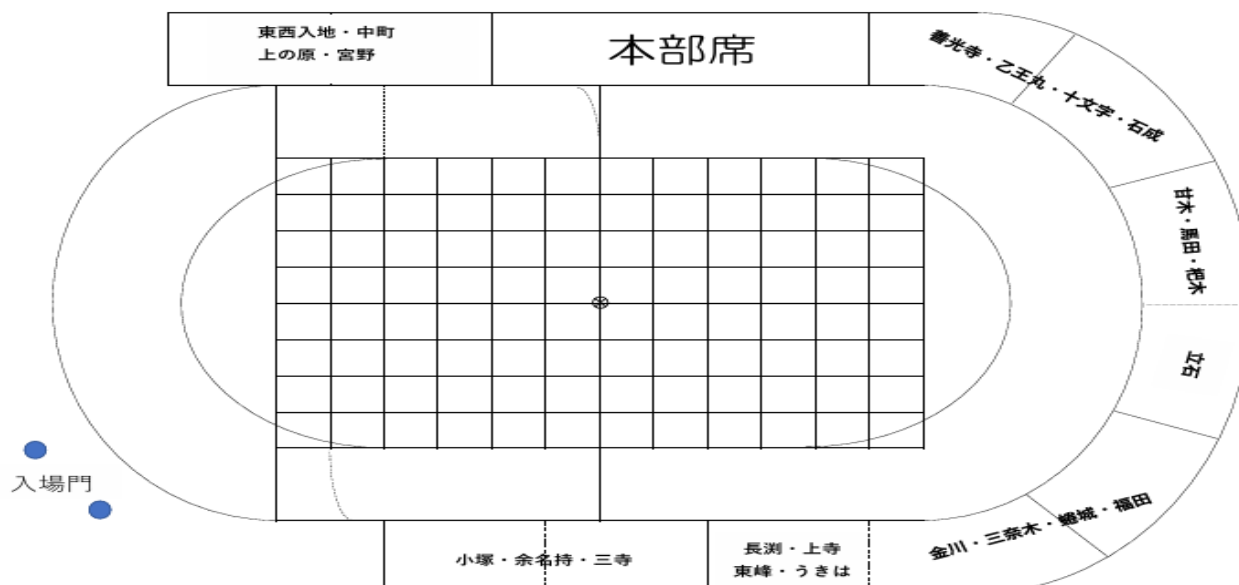 東西入地・中町
上の原・宮野
本部席
善光寺・乙王丸・十文字・石成
甘木・馬田・杷木
立石
入場門
金川・三奈木・蜷城・福田
小塚・余名持・三寺
長渕・上寺
東峰・うきは